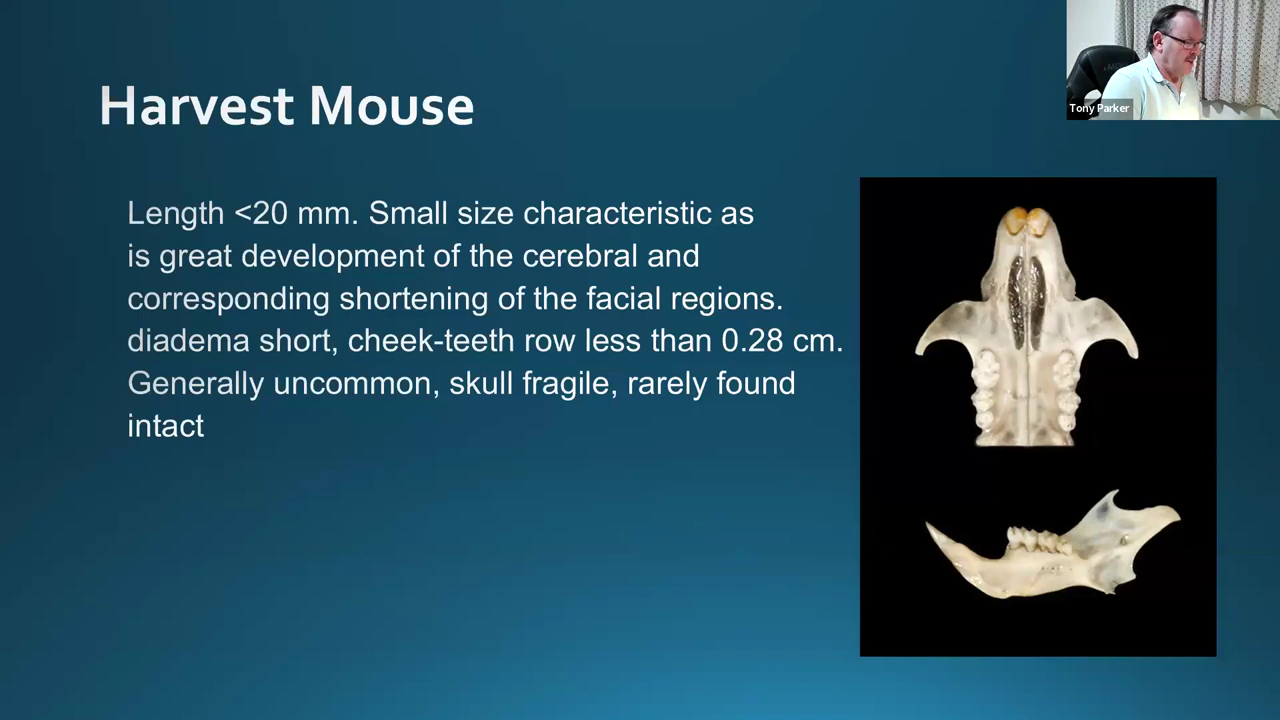 Harvest Mouse
Tony Parker
Length <20 mm. Small size characteristic as
is great development of the cerebral and
corresponding shortening of the facial regions.
diadema short, cheek-teeth row less than 0.28 cm.
Generally uncommon, skull fragile, rarely found
intact